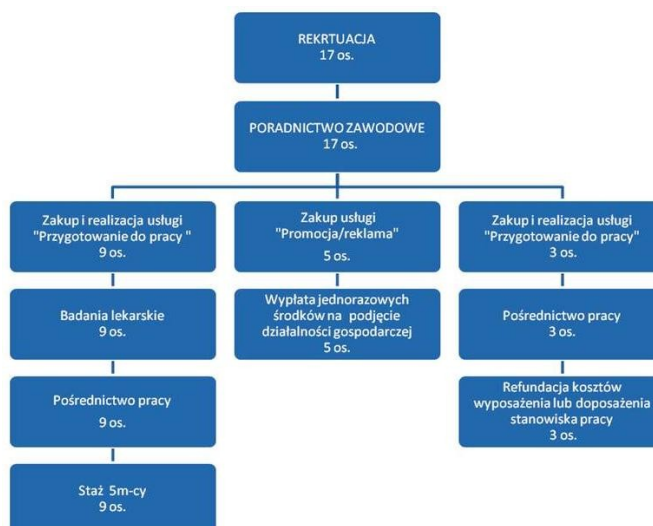 REKRTUACJA
17 os.
PORADNICTWO ZAWODOWE
17 os.
Zakup i realizacja usługi
"Przygotowanie do pracy "
9 os.
Badania lekarskie
9 os.
Pośrednictwo pracy
9 os.
Staż 5m-cy
9 os.
Zakup usługi
"Promocja/reklama"
5 os.
Wypłata jednorazowych
środków na podjęcie
działalności gospodarczej
5 os.
Zakup i realizacja usługi
"Przygotowanie do pracy"
3 os.
Pośrednictwo pracy
3 os.
Refundacja kosztów
wyposażenia lub doposażenia
stanowiska pracy
3 os.